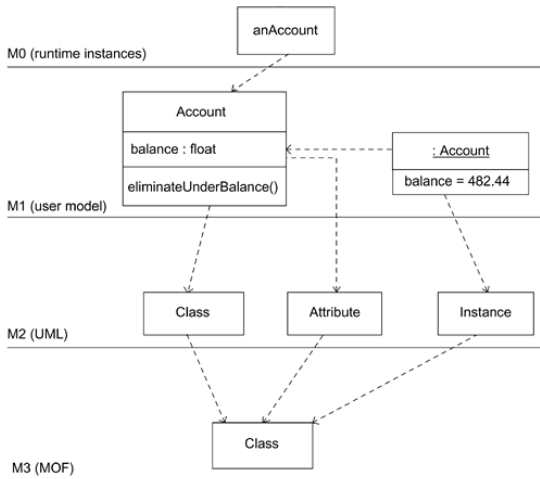 anAccount
M0 (runtime instances)
Account
balance : float
eliminateUnderBalance()
: Account
balance = 482.44
M1 (user model)
Class
Attribute
Instance
M2 (UML)
Class
M3 (MOF)